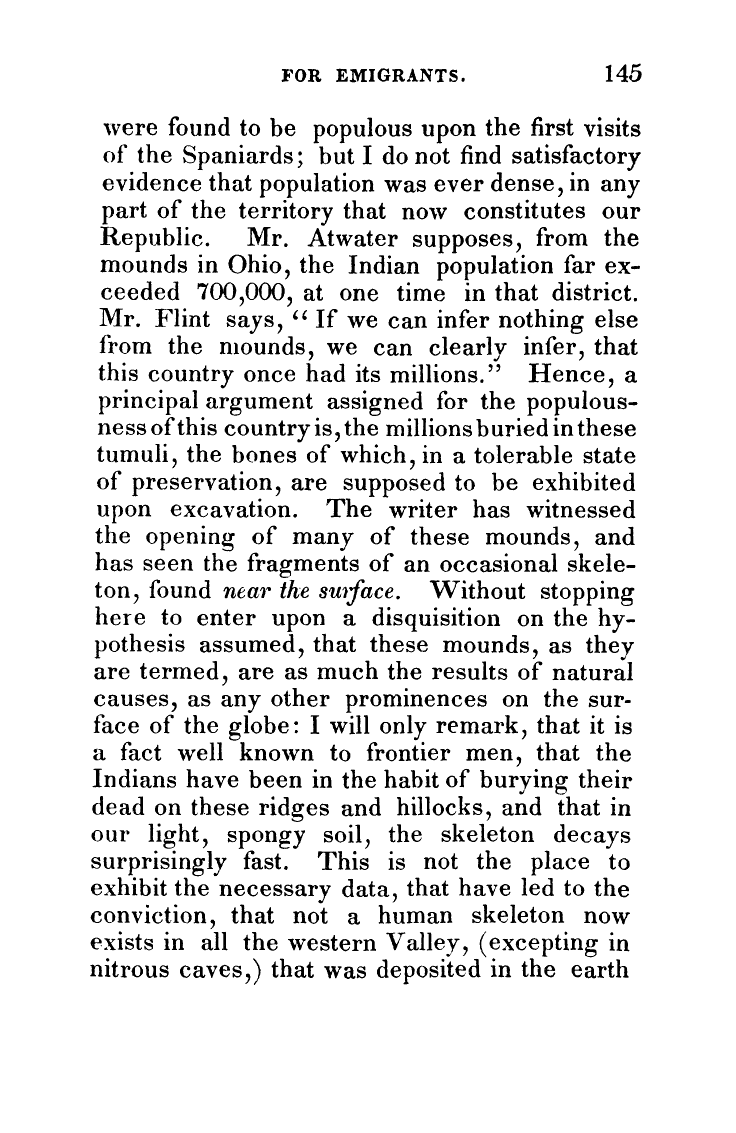 FOR EMIGRANTS. 145
were found to be populous upon the first visits
of the Spaniards; but I do not find satisfactory
evidence that population was ever dense, in any
part of the territory that now constitutes our
Republic. Mr. Atwater supposes, from the
mounds in Ohio, the Indian population far ex-
ceeded 700,000, at one time in that district.
Mr. Flint says, “ If we can infer nothing else
from the mounds, we can clearly infer, that
this country once had its millions.” Hence, a
principal argument assigned for the populous-
ness of this country is, the millions buried in these
tumuli, the bones of which, in a tolerable state
of preservation, are supposed to be exhibited
upon excavation. The writer has witnessed
the opening of many of these mounds, and
has seen the fragments of an occasional skele-
ton, found near the surface. Without stopping
here to enter upon a disquisition on the hy-
pothesis assumed, that these mounds, as they
are termed, are as much the results of natural
causes, as any other prominences on the sur-
face of the globe: I will only remark, that it is
a fact well known to frontier men, that the
Indians have been in the habit of burying their
dead on these ridges and hillocks, and that in
our light, spongy soil, the skeleton decays
surprisingly fast. This is not the place to
exhibit the necessary data, that have led to the
conviction, that not a human skeleton now
exists in all the western Valley, (excepting in
nitrous caves,) that was deposited in the earth